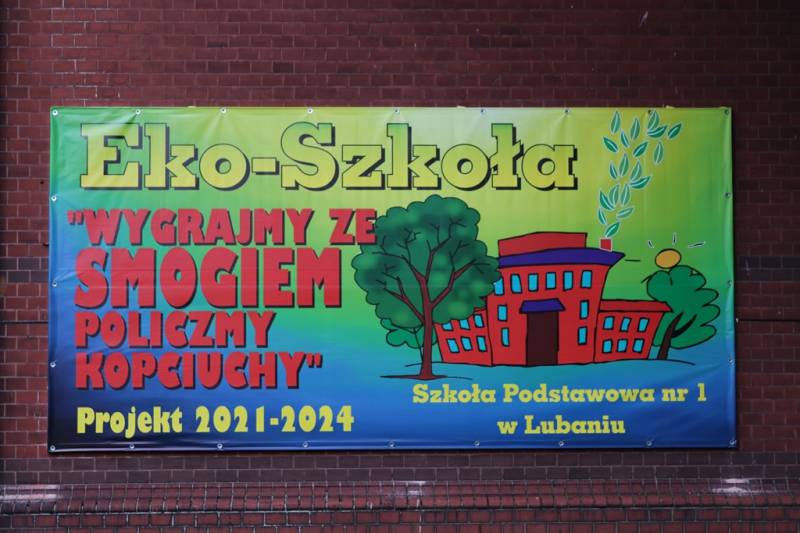 Eko-Szkoła
"WYGRAJMY ZE
SMOGIEM
POLICZMY
KOPCIUCHY"
Projekt 2021-2024
Szkoła Podstawowa nr 1
w Lubaniu